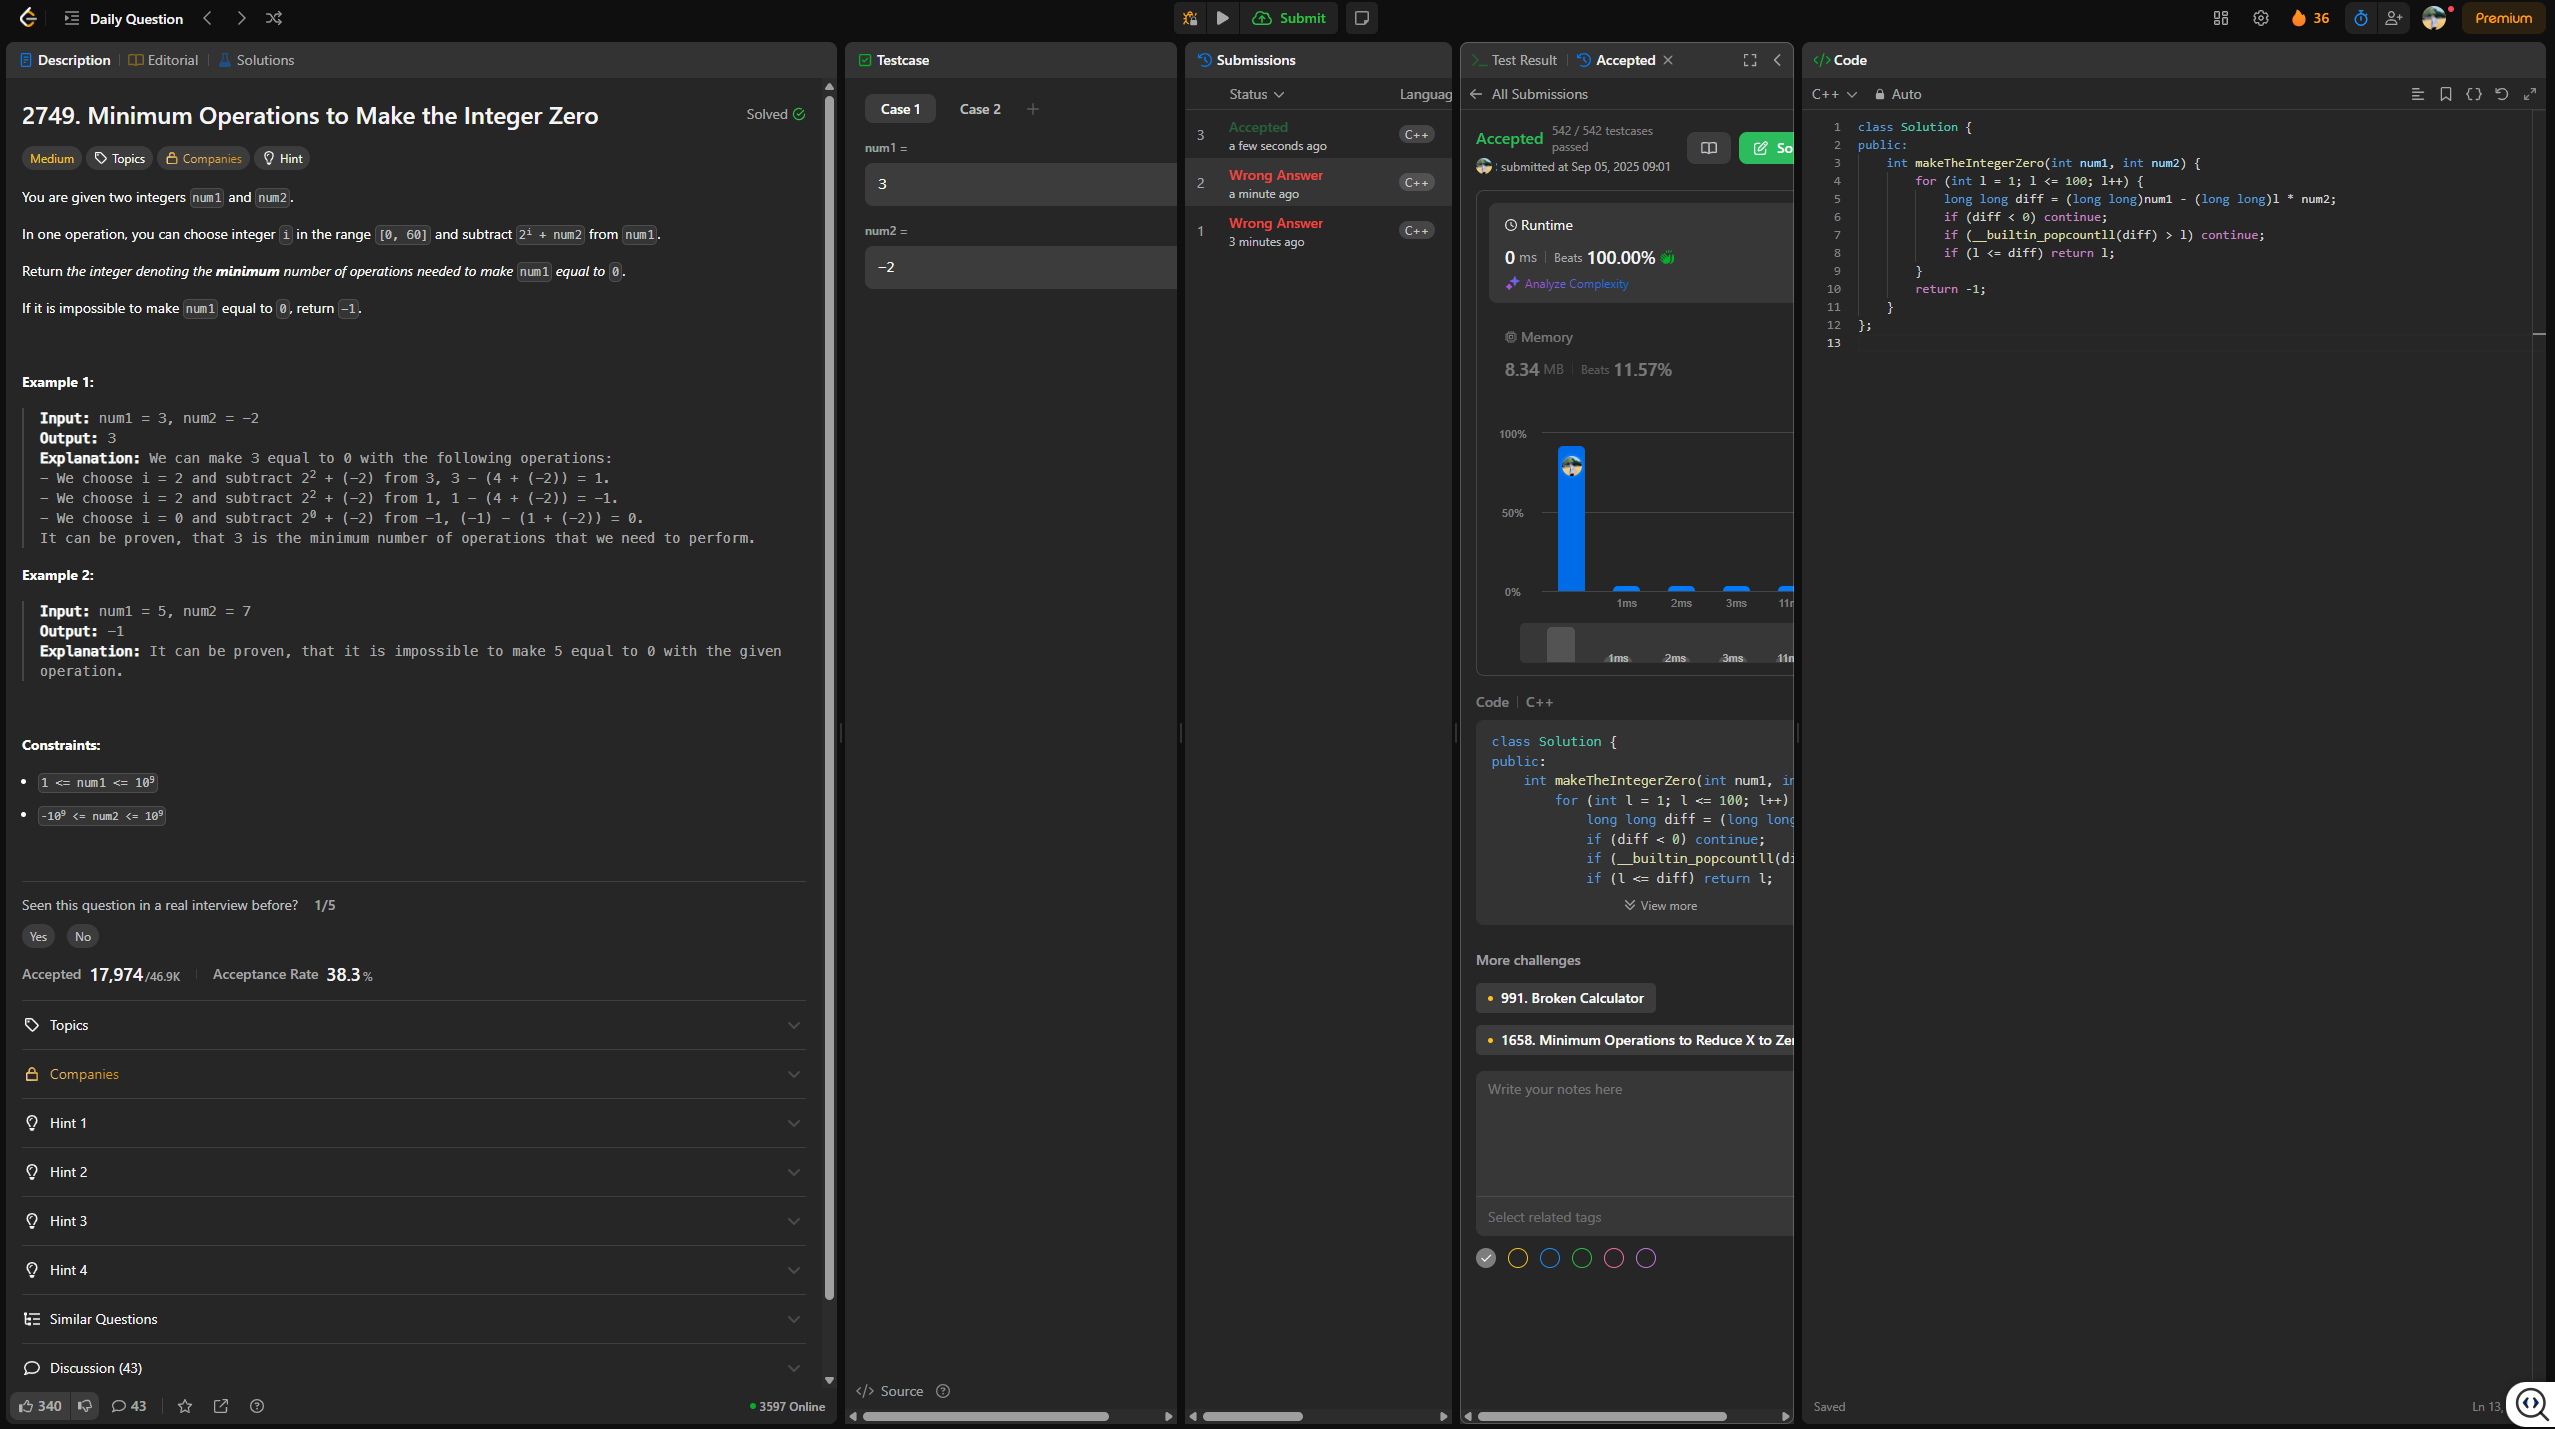 Daily Question
Submit
36
Premium
Description
Editorial
Solutions
2749. Minimum Operations to Make the Integer Zero
Solved
Medium
Topics
Companies
Hint
You are given two integers num1 and num2.
In one operation, you can choose integer i in the range [0, 60] and subtract 2^i + num2 from num1.
Return the integer denoting the minimum number of operations needed to make num1 equal to 0.
If it is impossible to make num1 equal to 0, return -1.
Example 1:
Input: num1 = 3, num2 = -2
Output: 3
Explanation: We can make 3 equal to 0 with the following operations:
- We choose i = 2 and subtract 2^2 + (-2) from 3, 3 - (4 + (-2)) = 1.
- We choose i = 2 and subtract 2^2 + (-2) from 1, 1 - (4 + (-2)) = -1.
- We choose i = 0 and subtract 2^0 + (-2) from -1, (-1) - (1 + (-2)) = 0.
It can be proven, that 3 is the minimum number of operations that we need to perform.
Example 2:
Input: num1 = 5, num2 = 7
Output: -1
Explanation: It can be proven, that it is impossible to make 5 equal to 0 with the given
operation.
Constraints:
1 <= num1 <= 10^9
-10^9 <= num2 <= 10^9
Seen this question in a real interview before? 1/5
Yes
No
Accepted 17,974/46.9K
Acceptance Rate 38.3%
Topics
Companies
Hint 1
Hint 2
Hint 3
Hint 4
Similar Questions
Discussion (43)
340
43
3597 Online
Testcase
Case 1
Case 2
num1 =
3
num2 =
-2
Source
Submissions
Status
Languag
3 Accepted C++
a few seconds ago
2 Wrong Answer C++
a minute ago
1 Wrong Answer C++
3 minutes ago
Test Result
Accepted
All Submissions
Accepted
542 / 542 testcases
passed
So
submitted at Sep 05, 2025 09:01
Runtime
0 ms Beats 100.00%
Analyze Complexity
Memory
8.34 MB Beats 11.57%
100%
50%
0%
1ms 2ms 3ms 11m
1ms 2ms 3ms 11m
Code C++
class Solution {
public:
int makeTheIntegerZero(int num1, in
for (int l = 1; l <= 100; l++)
long long diff = (long long
if (diff < 0) continue;
if (__builtin_popcountll(di
if (l <= diff) return l;
View more
More challenges
991. Broken Calculator
1658. Minimum Operations to Reduce X to Zer
Write your notes here
Select related tags
Code
C++
Auto
1 class Solution {
2 public:
3 int makeTheIntegerZero(int num1, int num2) {
4 for (int l = 1; l <= 100; l++) {
5 long long diff = (long long)num1 - (long long)l * num2;
6 if (diff < 0) continue;
7 if (__builtin_popcountll(diff) > l) continue;
8 if (l <= diff) return l;
9 }
10 return -1;
11 }
12 };
13
Saved
Ln 13,